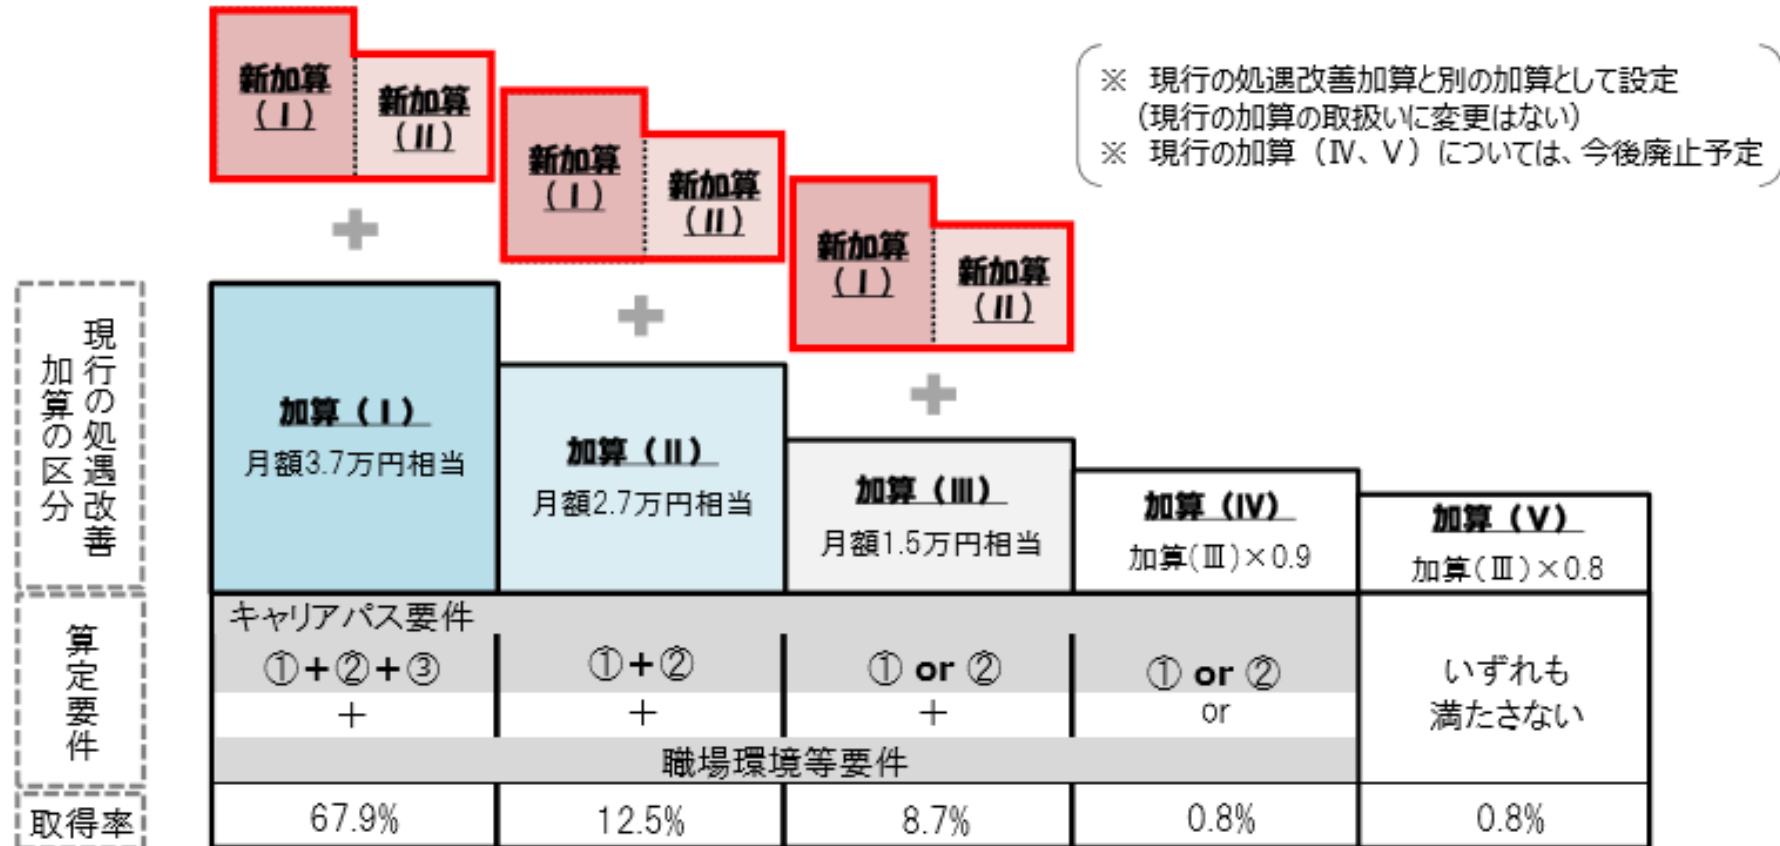 新加算
(Ⅰ)
新加算
(Ⅱ)
新加算
(Ⅰ)
新加算
(Ⅱ)
新加算
(Ⅰ)
新加算
(Ⅱ)
※ 現行の処遇改善加算と別の加算として設定
(現行の加算の取扱いに変更はない)
※ 現行の加算(Ⅳ、Ⅴ)については、今後廃止予定
現行の処遇改善
加算の区分
加算(Ⅰ)
月額3.7万円相当
加算(Ⅱ)
月額2.7万円相当
加算(Ⅲ)
月額1.5万円相当
加算(Ⅳ)
加算(Ⅲ)×0.9
加算(Ⅴ)
加算(Ⅲ)×0.8
算定要件
キャリアパス要件
①+②+③
①+②
① or ②
① or ②
+
+
+
or
職場環境等要件
いずれも
満たさない
取得率
67.9%
12.5%
8.7%
0.8%
0.8%